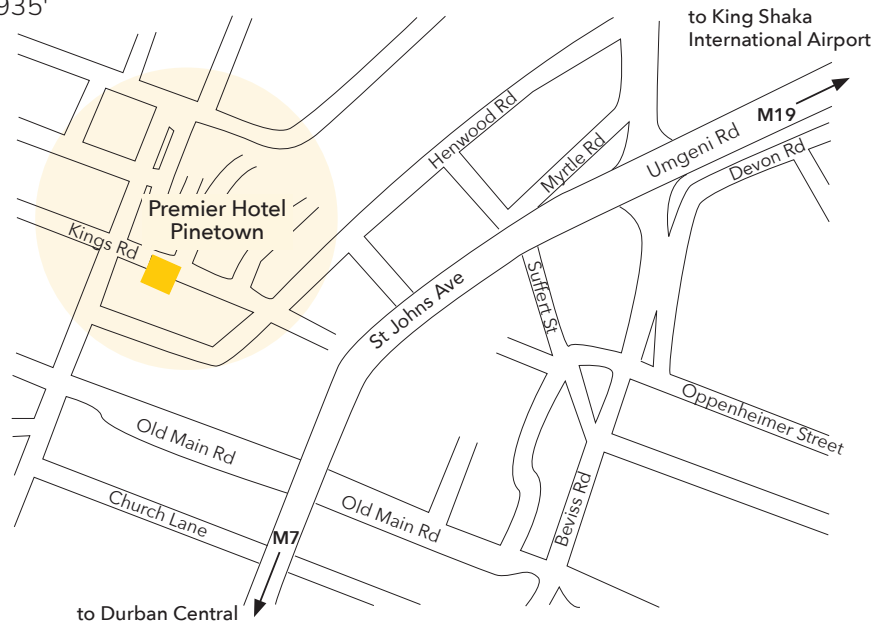 935'
to King Shaka
International Airport
M19
Henwood Rd
Myrtle Rd
Umgeni Rd
Devon Rd
Premier Hotel
Pinetown
Kings Rd
Suffert St
St Johns Ave
Oppenheimer Street
Old Main Rd
Church Lane
Old Main Rd
Beviss Rd
M7
to Durban Central